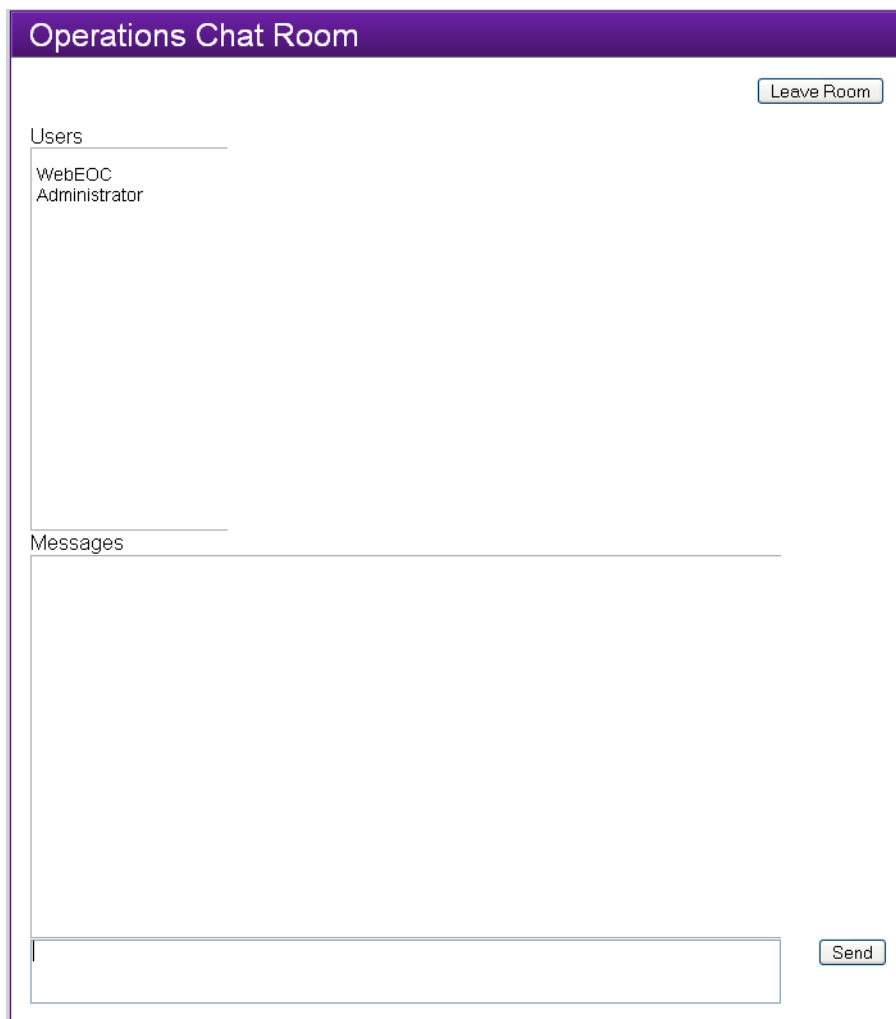 Operations Chat Room
Leave Room
Users
WebEOC
Administrator
Messages
Send